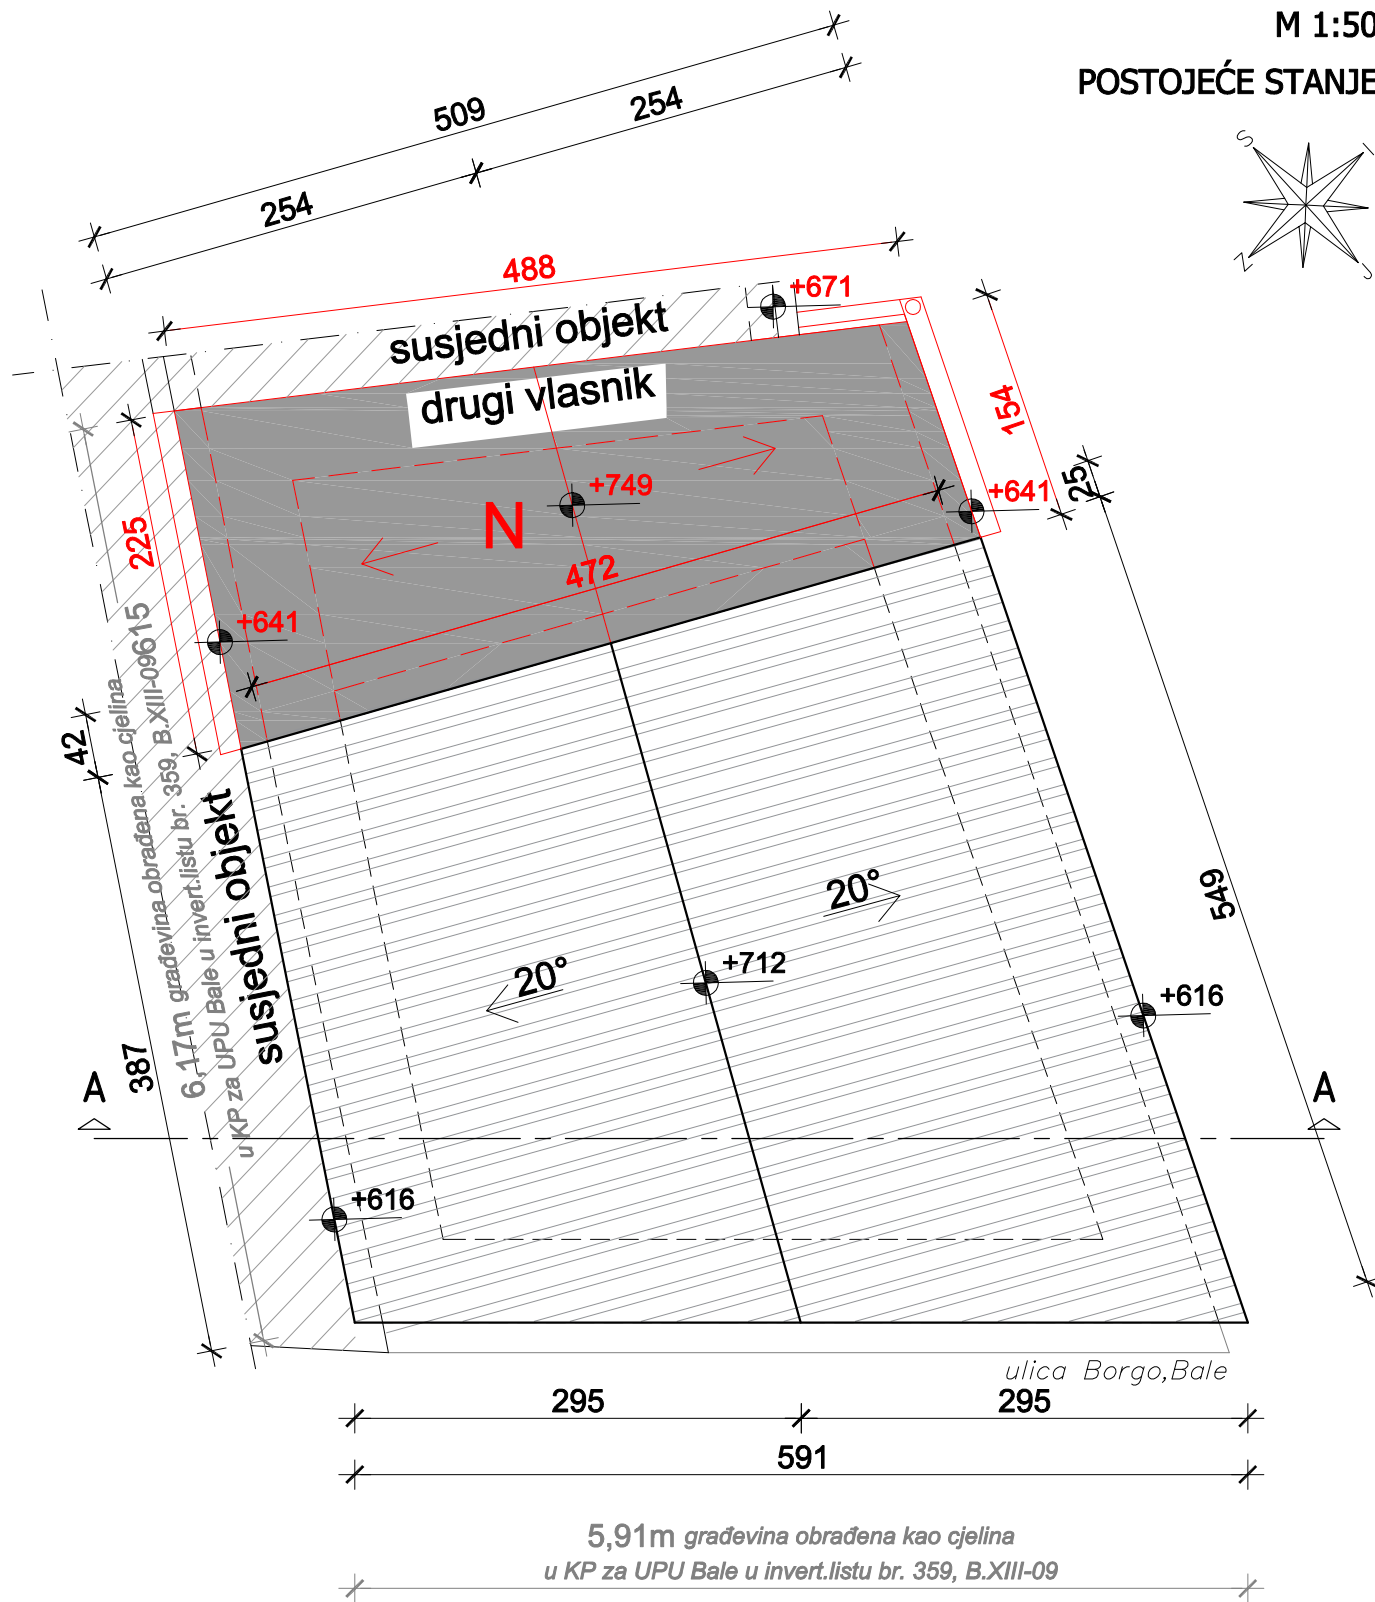 M 1:50
POSTOJEĆE STANJE
S
I
Z
J
509
254
254
488
+671
susjedni objekt
drugi vlasnik
154
25
+749
+641
N
472
225
+641
615
42
6,17m građevina obrađena kao cjelina
u KP za UPU Bale u invert.listu br. 359, B.XIII-09
susjedni objekt
549
20°
20°
+712
+616
387
A
A
+616
ulica Borgo,Bale
295
295
591
5,91m građevina obrađena kao cjelina
u KP za UPU Bale u invert.listu br. 359, B.XIII-09